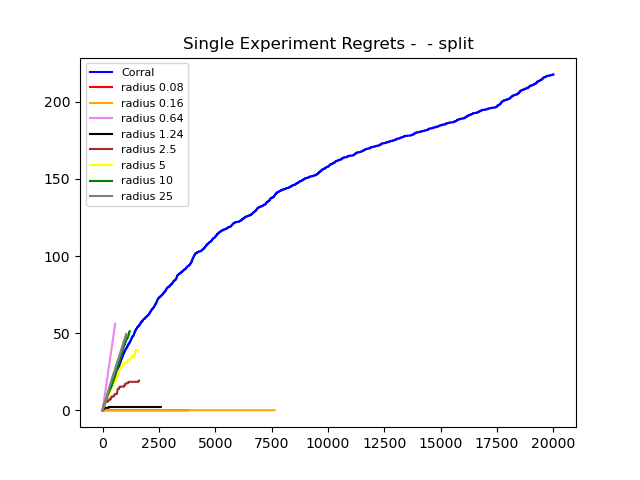 Single Experiment Regrets -  - split
Corral
radius 0.08
radius 0.16
radius 0.64
radius 1.24
radius 2.5
radius 5
radius 10
radius 25
200
150
100
50
0
0 2500 5000 7500 10000 12500 15000 17500 20000